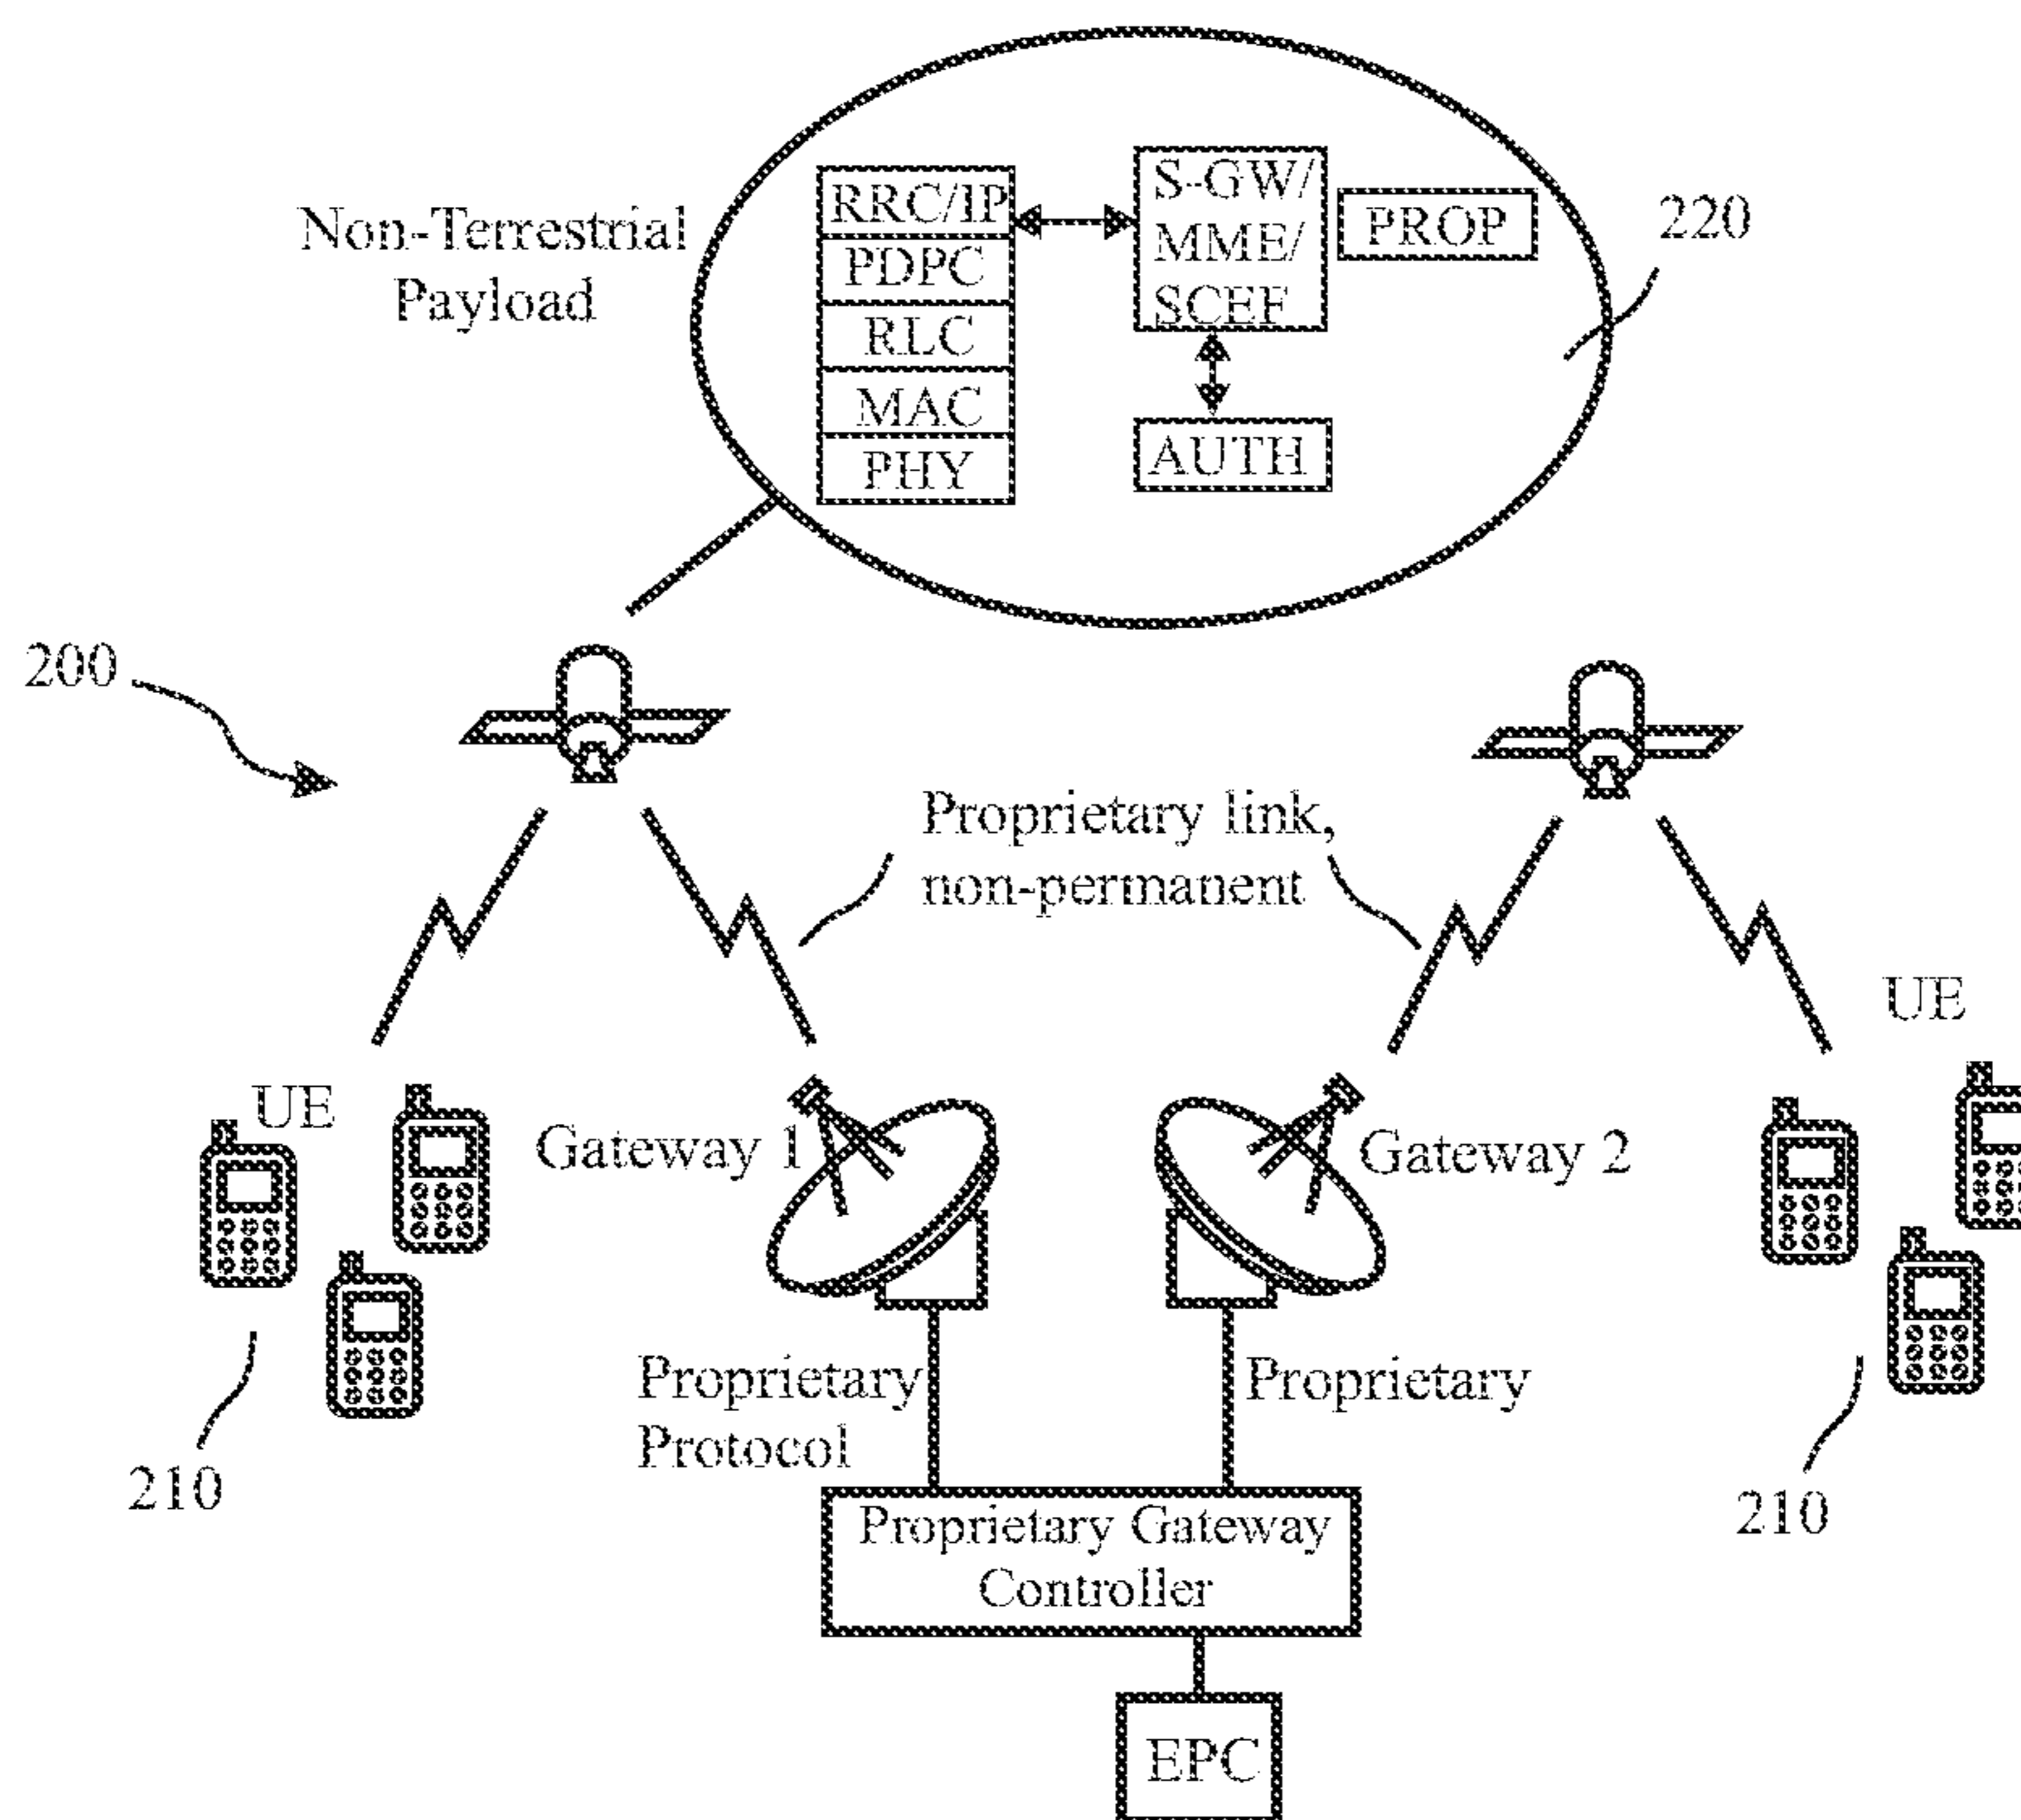 Non-Terrestrial
Payload
RRC/IP
PDPC
RLC
MAC
PHY
S-GW/
MME/
SCEF
PROP
AUTH
220
200
Proprietary link,
non-permanent
UE
UE
Gateway 1
Gateway 2
210
Proprietary
Protocol
Proprietary
210
Proprietary Gateway
Controller
EPC